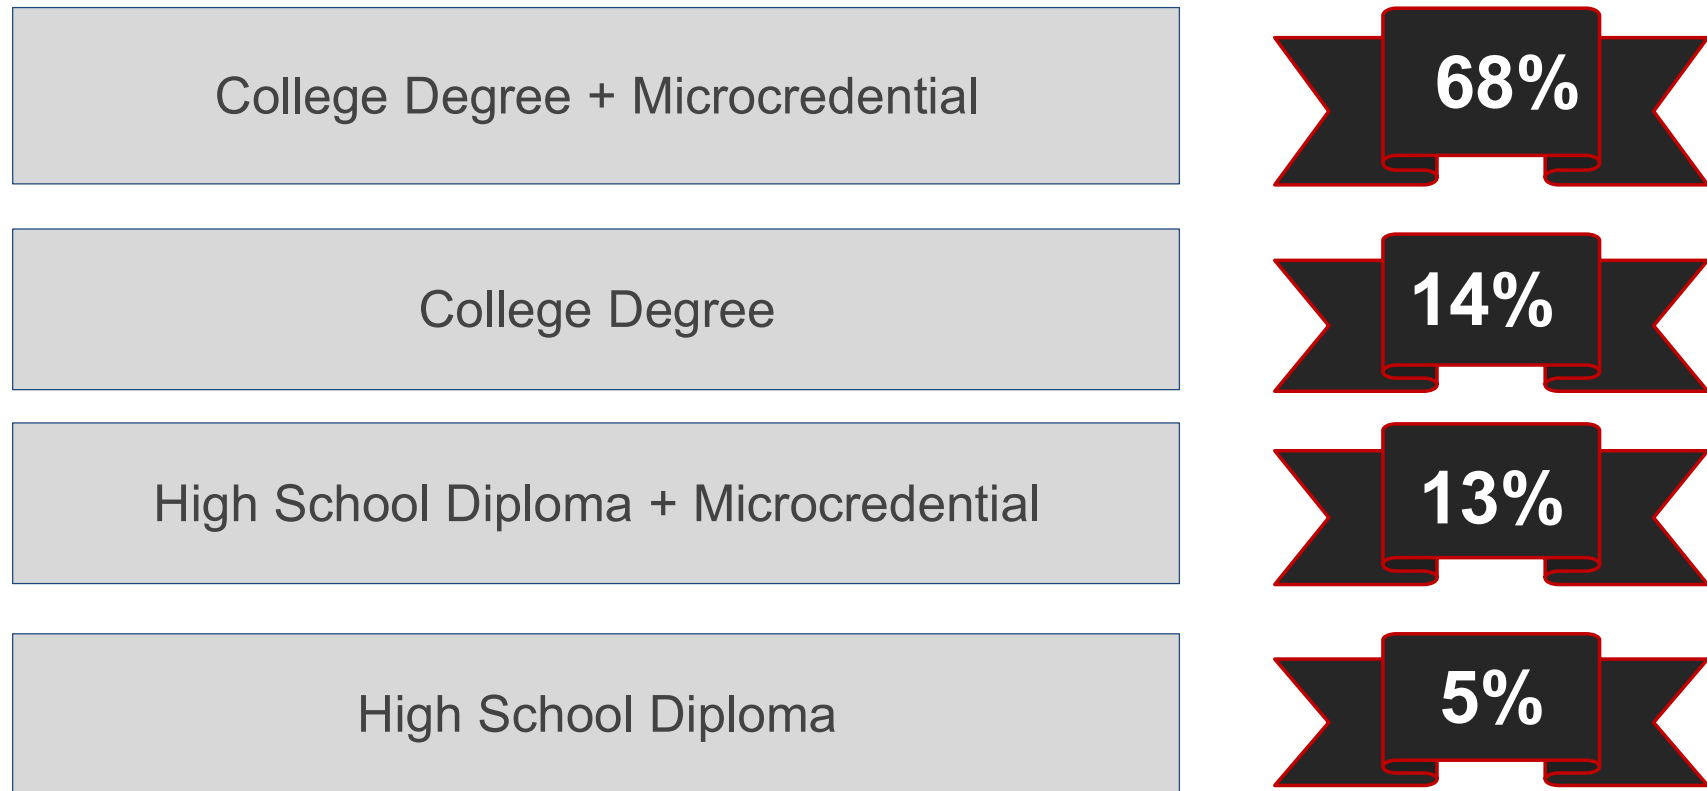 College Degree + Microcredential
68%
College Degree
14%
High School Diploma + Microcredential
13%
High School Diploma
5%